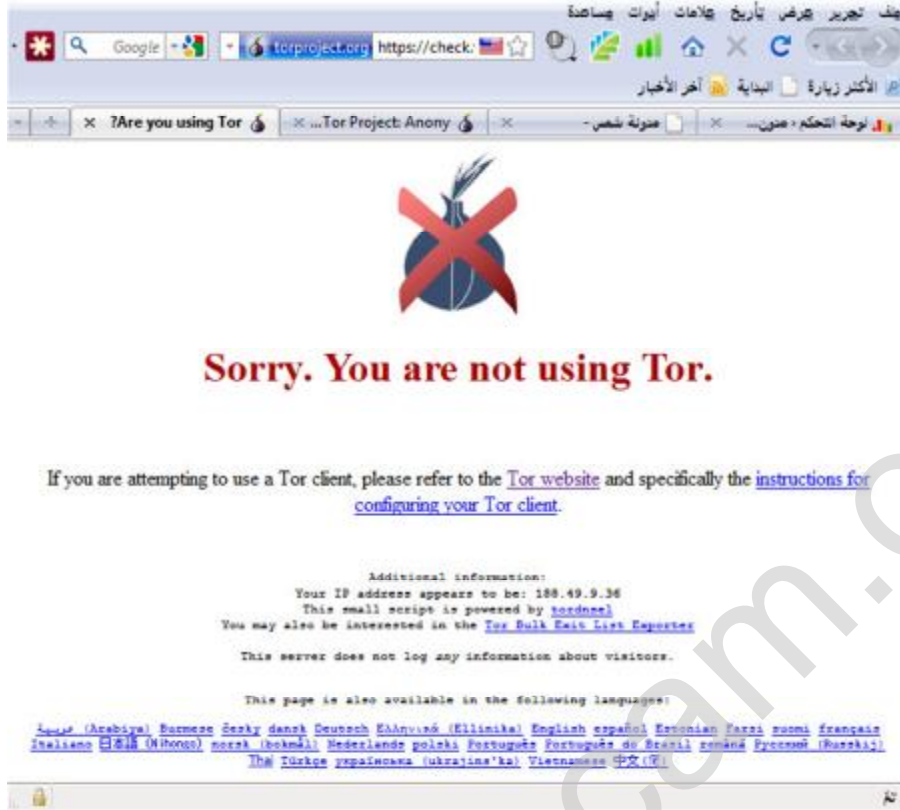 ملف تحرير عرض تأريخ علامات أدوات مساعدة
Google torproject.org https://check.
الأكثر زيارة البداية آخر الأخبار
?Are you using Tor ...Tor Project: Anony مدونة شمس - لوحة التحكم ‹ مدون...
Sorry. You are not using Tor.
If you are attempting to use a Tor client, please refer to the Tor website and specifically the instructions for
configuring your Tor client.
Additional information:
Your IP address appears to be: 188.49.9.36
This small script is powered by tordnsel
You may also be interested in the Tor Bulk Exit List Exporter
This server does not log any information about visitors.
This page is also available in the following languages:
عربية (Arabiya) Burmese česky dansk Deutsch Ελληνικά (Ellinika) English español Estonian Farsi suomi français
Italiano 日本語 (Nihongo) norsk (bokmål) Nederlands polski Português Português do Brasil română Русский (Russkij)
Thai Türkçe українська (ukrajins'ka) Vietnamese 中文(简)
تم